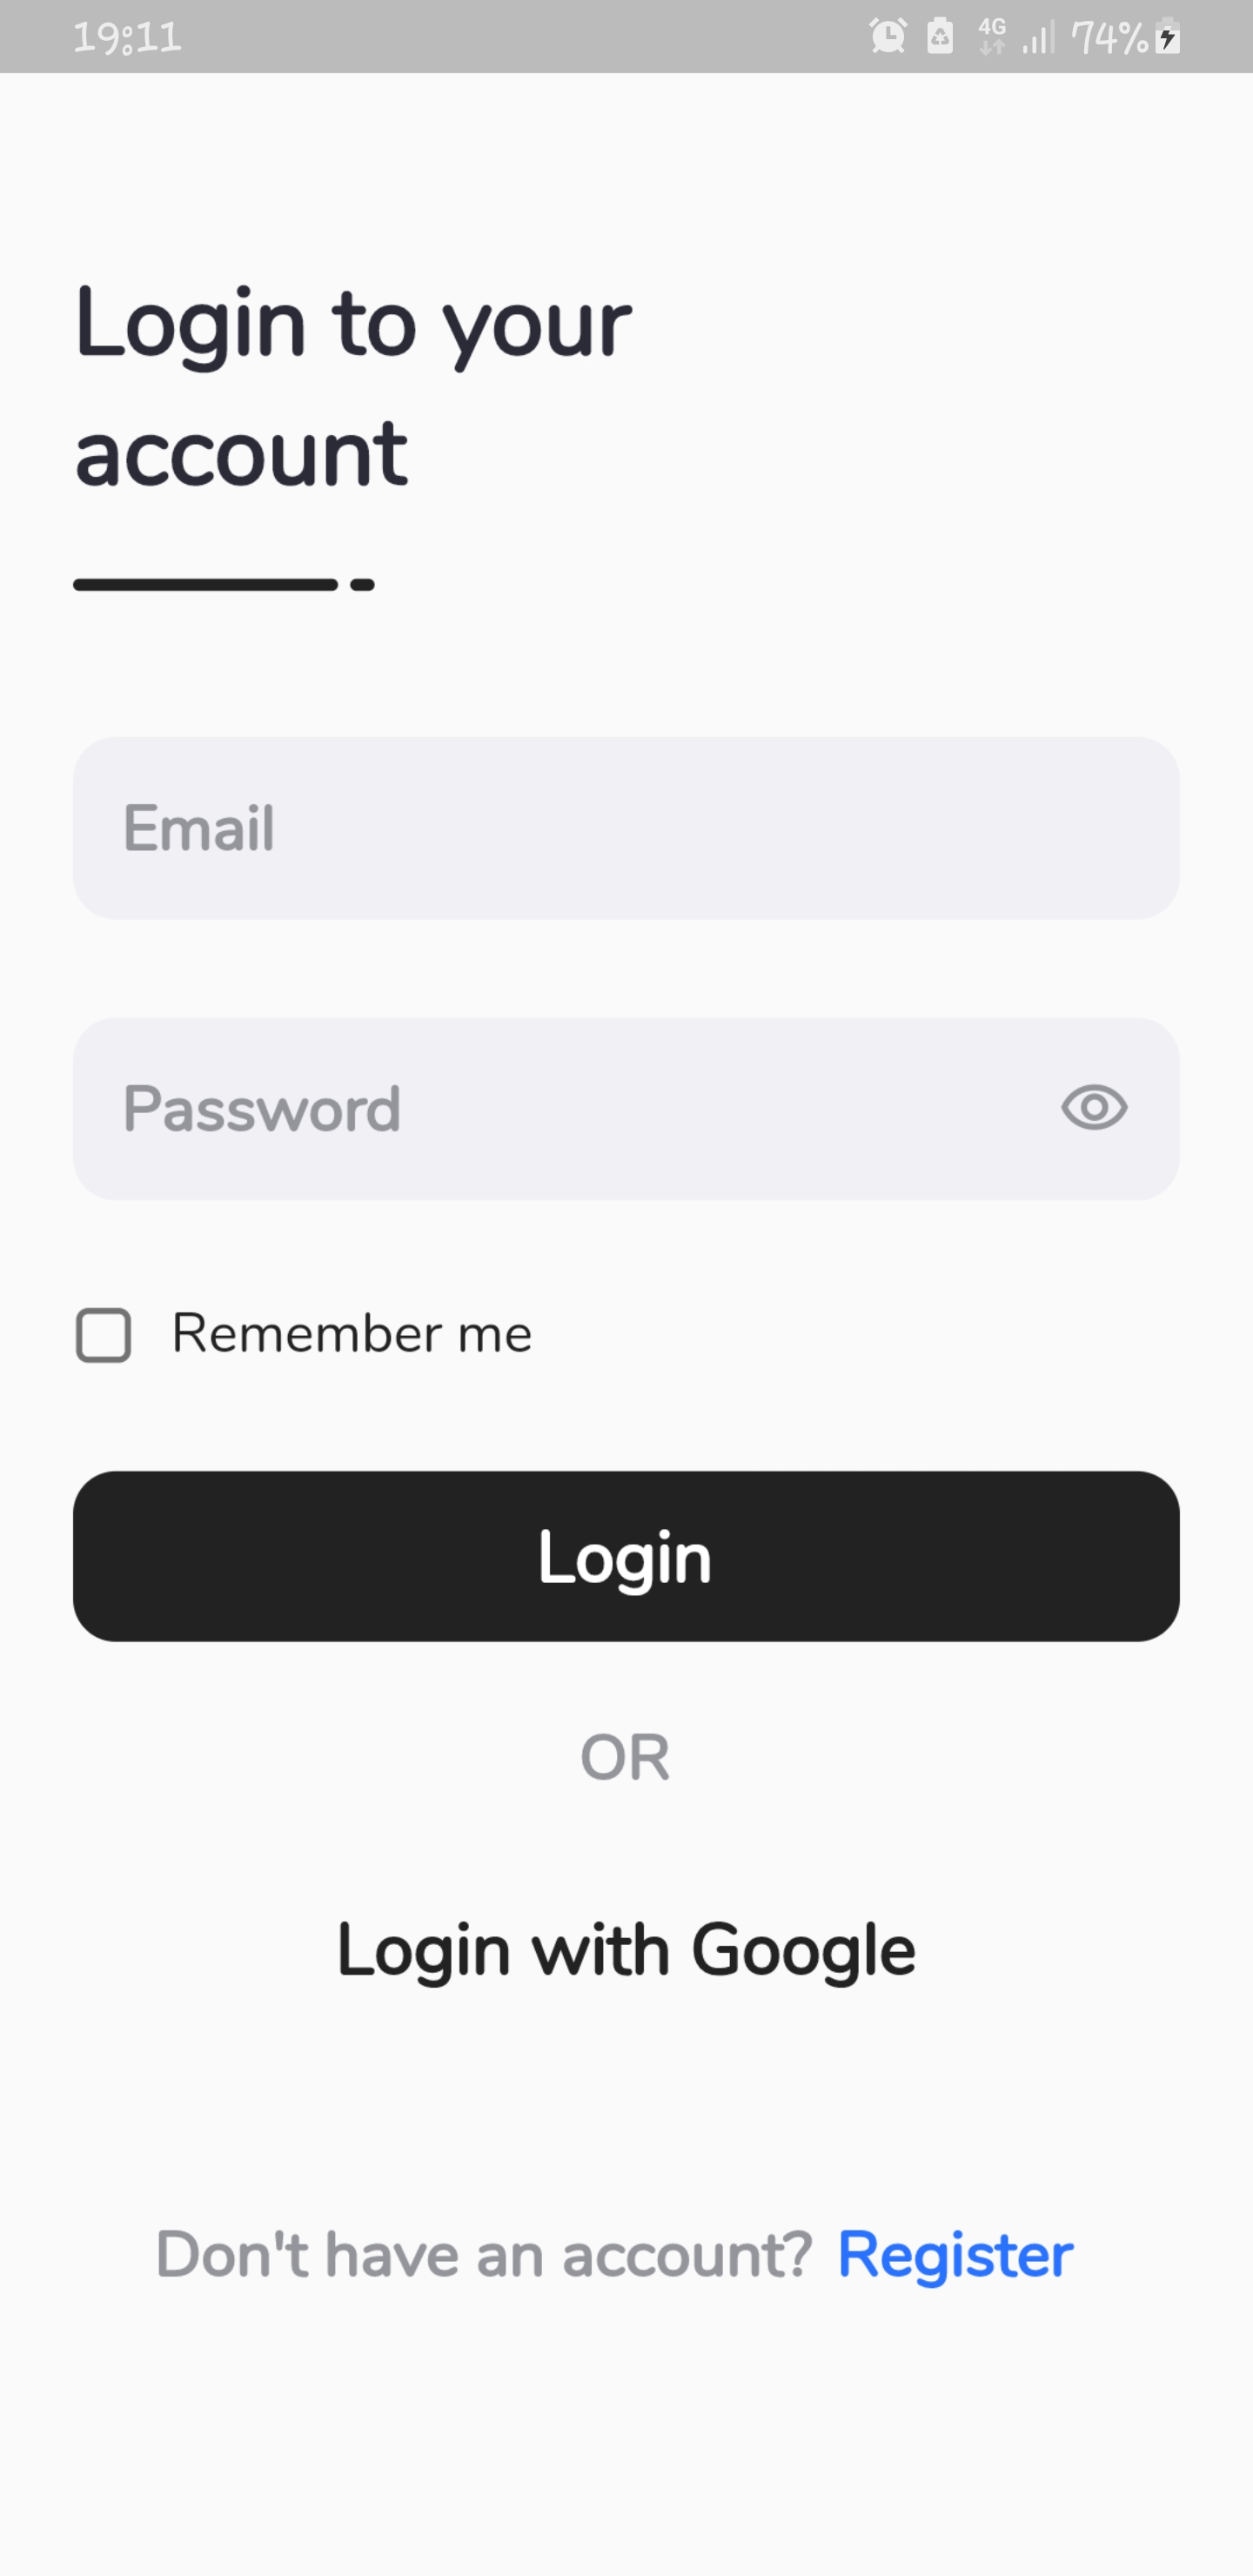 19:11 4G 74%
Login to your
account
Email
Password
Remember me
Login
OR
Login with Google
Don't have an account? Register